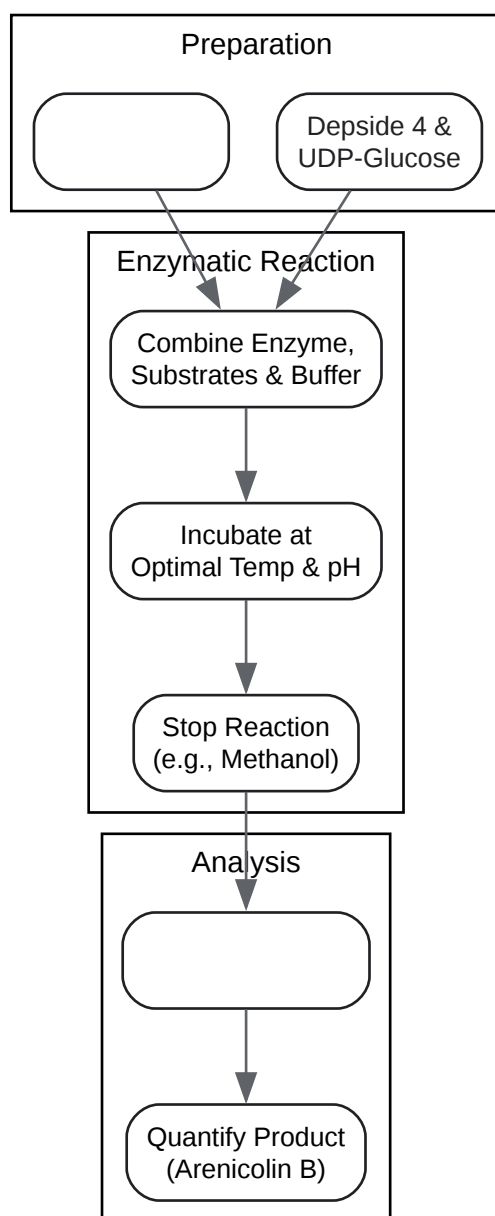 Preparation
Depside 4 &
UDP-Glucose
Enzymatic Reaction
Combine Enzyme,
Substrates & Buffer
Incubate at
Optimal Temp & pH
Stop Reaction
(e.g., Methanol)
Analysis
Quantify Product
(Arenicolin B)